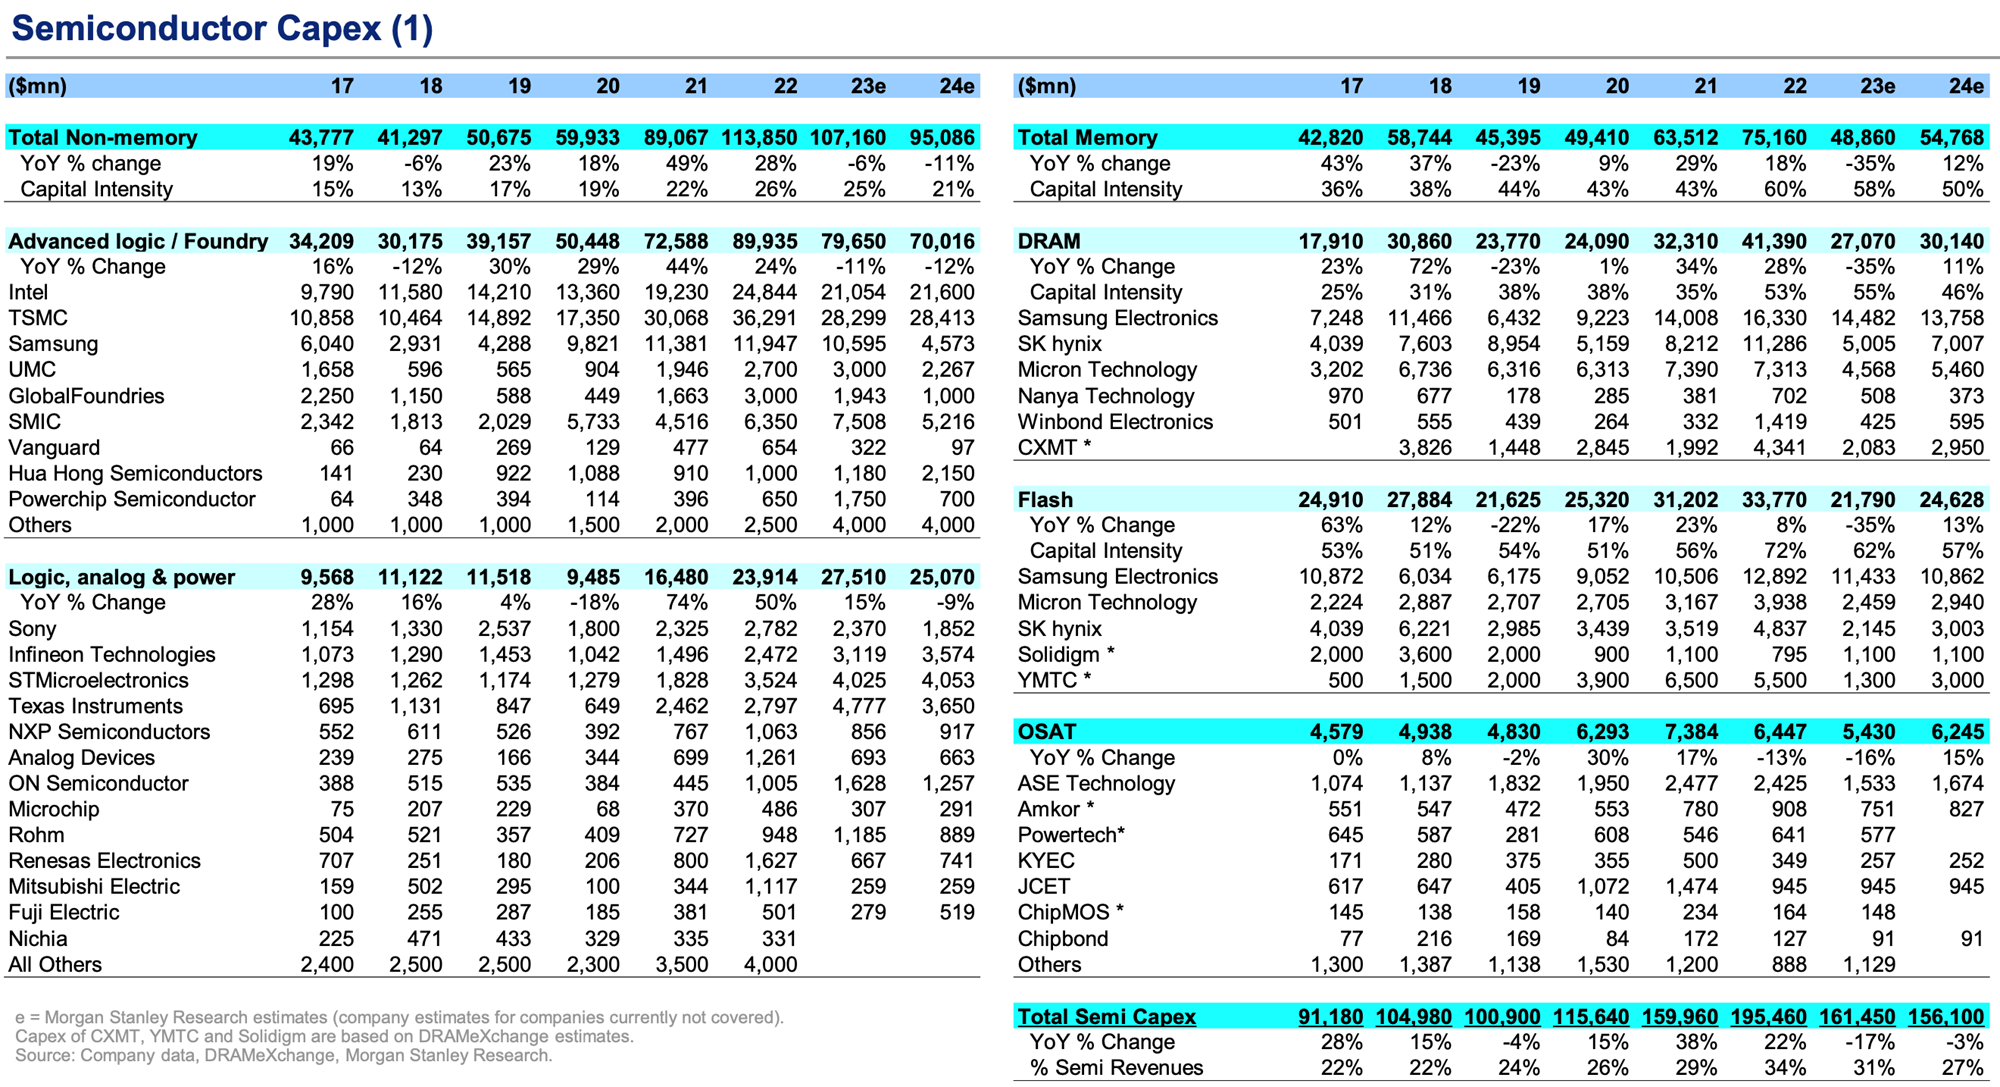 Semiconductor Capex (1)
($mn) 17 18 19 20 21 22 23e 24e
Total Non-memory 43,777 41,297 50,675 59,933 89,067 113,850 107,160 95,086
YoY % change 19% -6% 23% 18% 49% 28% -6% -11%
Capital Intensity 15% 13% 17% 19% 22% 26% 25% 21%
Advanced logic / Foundry 34,209 30,175 39,157 50,448 72,588 89,935 79,650 70,016
YoY % Change 16% -12% 30% 29% 44% 24% -11% -12%
Intel 9,790 11,580 14,210 13,360 19,230 24,844 21,054 21,600
TSMC 10,858 10,464 14,892 17,350 30,068 36,291 28,299 28,413
Samsung 6,040 2,931 4,288 9,821 11,381 11,947 10,595 4,573
UMC 1,658 596 565 904 1,946 2,700 3,000 2,267
GlobalFoundries 2,250 1,150 588 449 1,663 3,000 1,943 1,000
SMIC 2,342 1,813 2,029 5,733 4,516 6,350 7,508 5,216
Vanguard 66 64 269 129 477 654 322 97
Hua Hong Semiconductors 141 230 922 1,088 910 1,000 1,180 2,150
Powerchip Semiconductor 64 348 394 114 396 650 1,750 700
Others 1,000 1,000 1,000 1,500 2,000 2,500 4,000 4,000
Logic, analog & power 9,568 11,122 11,518 9,485 16,480 23,914 27,510 25,070
YoY % Change 28% 16% 4% -18% 74% 50% 15% -9%
Sony 1,154 1,330 2,537 1,800 2,325 2,782 2,370 1,852
Infineon Technologies 1,073 1,290 1,453 1,042 1,496 2,472 3,119 3,574
STMicroelectronics 1,298 1,262 1,174 1,279 1,828 3,524 4,025 4,053
Texas Instruments 695 1,131 847 649 2,462 2,797 4,777 3,650
NXP Semiconductors 552 611 526 392 767 1,063 856 917
Analog Devices 239 275 166 344 699 1,261 693 663
ON Semiconductor 388 515 535 384 445 1,005 1,628 1,257
Microchip 75 207 229 68 370 486 307 291
Rohm 504 521 357 409 727 948 1,185 889
Renesas Electronics 707 251 180 206 800 1,627 667 741
Mitsubishi Electric 159 502 295 100 344 1,117 259 259
Fuji Electric 100 255 287 185 381 501 279 519
Nichia 225 471 433 329 335 331
All Others 2,400 2,500 2,500 2,300 3,500 4,000
e = Morgan Stanley Research estimates (company estimates for companies currently not covered).
Capex of CXMT, YMTC and Solidigm are based on DRAMeXchange estimates.
Source: Company data, DRAMeXchange, Morgan Stanley Research.
($mn) 17 18 19 20 21 22 23e 24e
Total Memory 42,820 58,744 45,395 49,410 63,512 75,160 48,860 54,768
YoY % change 43% 37% -23% 9% 29% 18% -35% 12%
Capital Intensity 36% 38% 44% 43% 43% 60% 58% 50%
DRAM 17,910 30,860 23,770 24,090 32,310 41,390 27,070 30,140
YoY % Change 23% 72% -23% 1% 34% 28% -35% 11%
Capital Intensity 25% 31% 38% 38% 35% 53% 55% 46%
Samsung Electronics 7,248 11,466 6,432 9,223 14,008 16,330 14,482 13,758
SK hynix 4,039 7,603 8,954 5,159 8,212 11,286 5,005 7,007
Micron Technology 3,202 6,736 6,316 6,313 7,390 7,313 4,568 5,460
Nanya Technology 970 677 178 285 381 702 508 373
Winbond Electronics 501 555 439 264 332 1,419 425 595
CXMT * 3,826 1,448 2,845 1,992 4,341 2,083 2,950
Flash 24,910 27,884 21,625 25,320 31,202 33,770 21,790 24,628
YoY % Change 63% 12% -22% 17% 23% 8% -35% 13%
Capital Intensity 53% 51% 54% 51% 56% 72% 62% 57%
Samsung Electronics 10,872 6,034 6,175 9,052 10,506 12,892 11,433 10,862
Micron Technology 2,224 2,887 2,707 2,705 3,167 3,938 2,459 2,940
SK hynix 4,039 6,221 2,985 3,439 3,519 4,837 2,145 3,003
Solidigm * 2,000 3,600 2,000 900 1,100 795 1,100 1,100
YMTC * 500 1,500 2,000 3,900 6,500 5,500 1,300 3,000
OSAT 4,579 4,938 4,830 6,293 7,384 6,447 5,430 6,245
YoY % Change 0% 8% -2% 30% 17% -13% -16% 15%
ASE Technology 1,074 1,137 1,832 1,950 2,477 2,425 1,533 1,674
Amkor * 551 547 472 553 780 908 751 827
Powertech* 645 587 281 608 546 641 577
KYEC 171 280 375 355 500 349 257 252
JCET 617 647 405 1,072 1,474 945 945 945
ChipMOS * 145 138 158 140 234 164 148
Chipbond 77 216 169 84 172 127 91 91
Others 1,300 1,387 1,138 1,530 1,200 888 1,129
Total Semi Capex 91,180 104,980 100,900 115,640 159,960 195,460 161,450 156,100
YoY % Change 28% 15% -4% 15% 38% 22% -17% -3%
% Semi Revenues 22% 22% 24% 26% 29% 34% 31% 27%